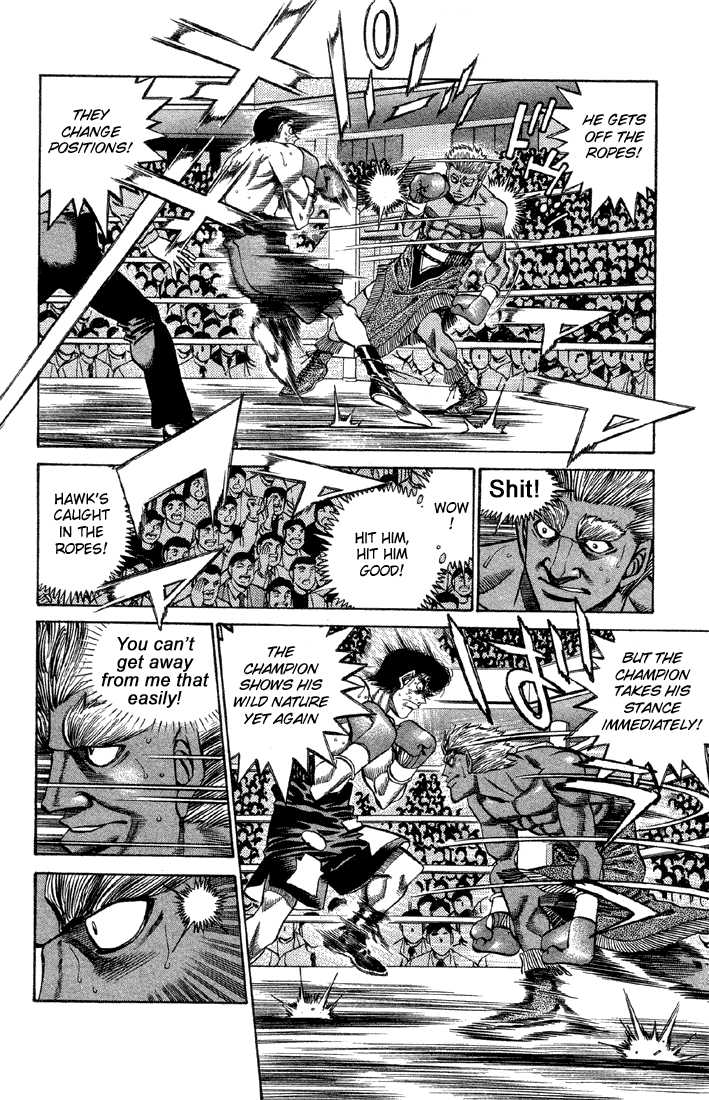 HE GETS
OFF THE
ROPES!
THEY
CHANGE
POSITIONS!
Shit!
WOW
!
HIT HIM,
HIT HIM
GOOD!
HAWK'S
CAUGHT
IN THE
ROPES!
BUT THE
CHAMPION
TAKES HIS
STANCE
IMMEDIATELY!
THE
CHAMPION
SHOWS HIS
WILD NATURE
YET AGAIN
You can't
get away
from me that
easily!